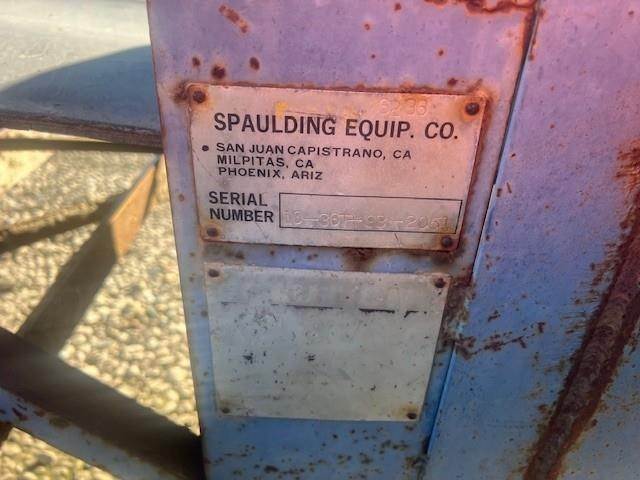 SPAULDING EQUIP. CO.
• SAN JUAN CAPISTRANO, CA
MILPITAS, CA
PHOENIX, ARIZ
SERIAL
NUMBER